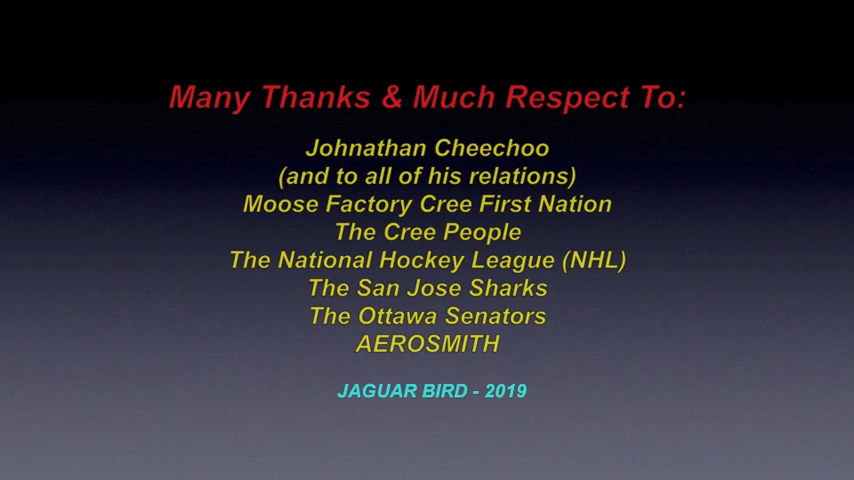 Many Thanks & Much Respect To:
Johnathan Cheechoo
(and to all of his relations)
Moose Factory Cree First Nation
The Cree People
The National Hockey League (NHL)
The San Jose Sharks
The Ottawa Senators
AEROSMITH
JAGUAR BIRD - 2019